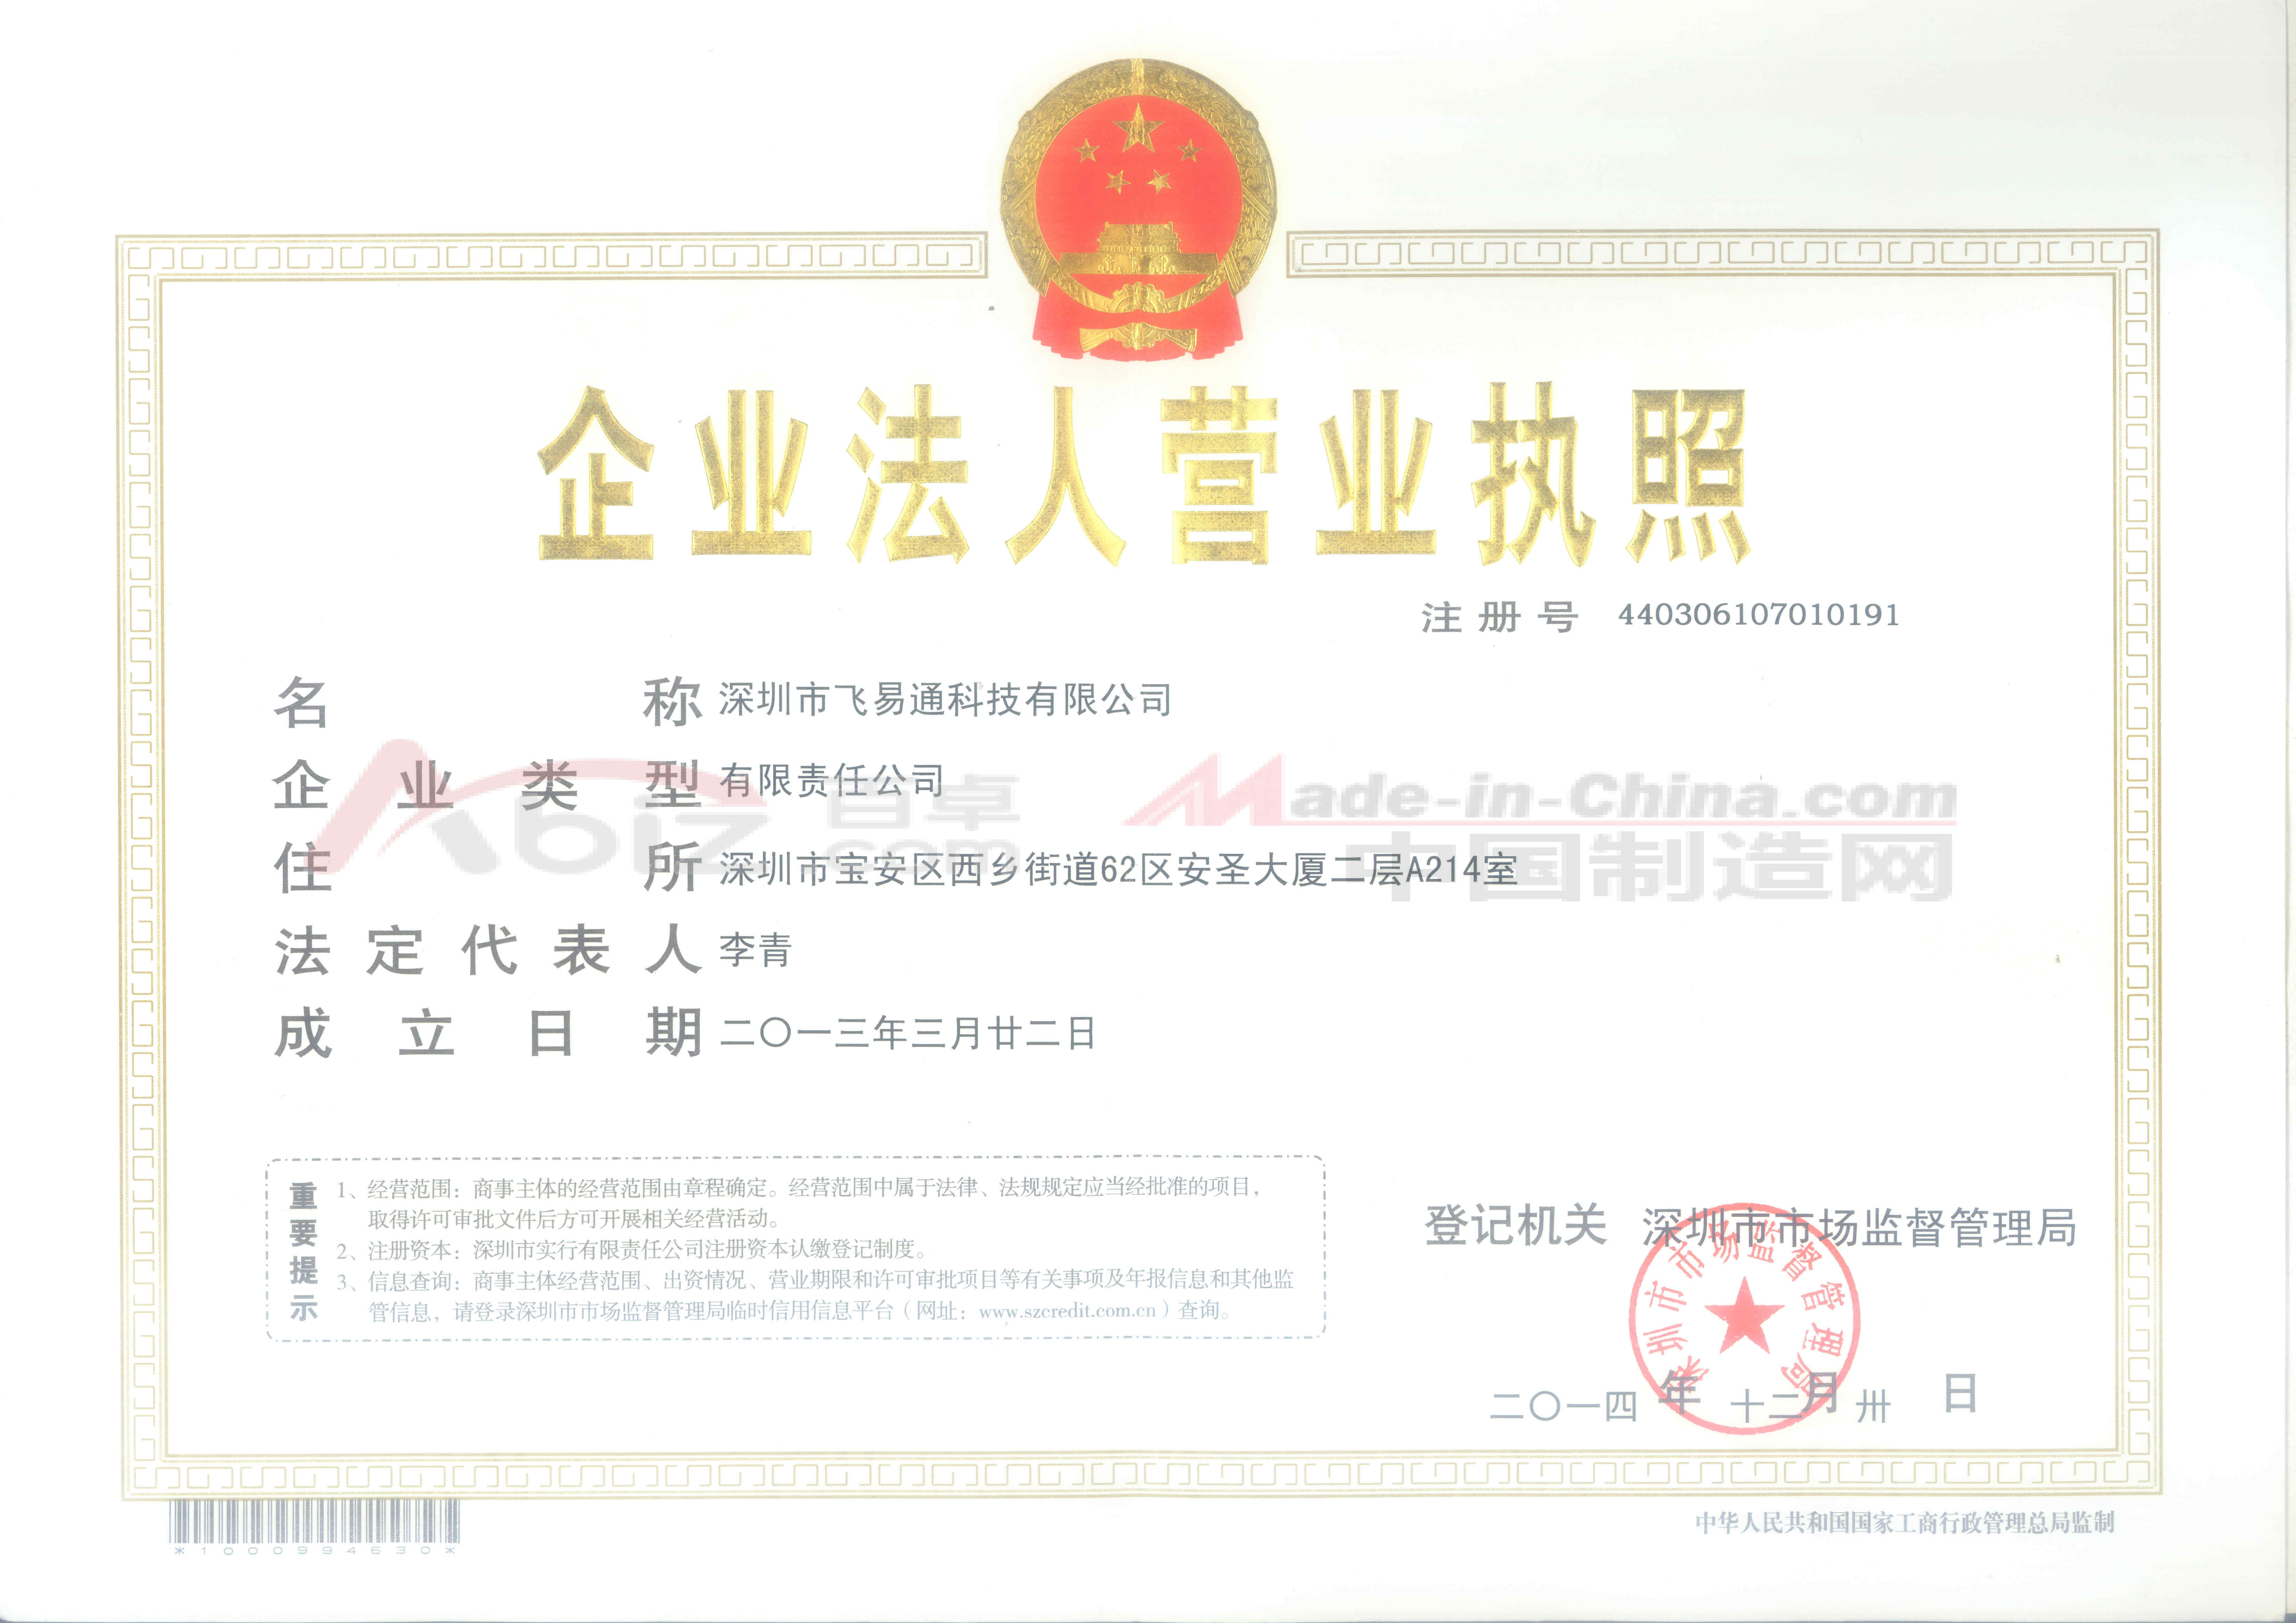 企业法人营业执照
注册号 440306107010191
名称 深圳市飞易通科技有限公司
企业类型 有限责任公司
Abiz 百卓 .com
Made-in-China.com
中国制造网
住所 深圳市宝安区西乡街道62区安圣大厦二层A214室
法定代表人 李青
成立日期 二〇一三年三月廿二日
重要提示
1、经营范围：商事主体的经营范围由章程确定。经营范围中属于法律、法规规定应当经批准的项目，
取得许可审批文件后方可开展相关经营活动。
2、注册资本：深圳市实行有限责任公司注册资本认缴登记制度。
3、信息查询：商事主体经营范围、出资情况、营业期限和许可审批项目等有关事项及年报信息和其他监
管信息，请登录深圳市市场监督管理局临时信用信息平台（网址：www.szcredit.com.cn）查询。
登记机关 深圳市市场监督管理局
深圳市市场监督管理局
二〇一四年十二月卅日
*1000994630*
中华人民共和国国家工商行政管理总局监制